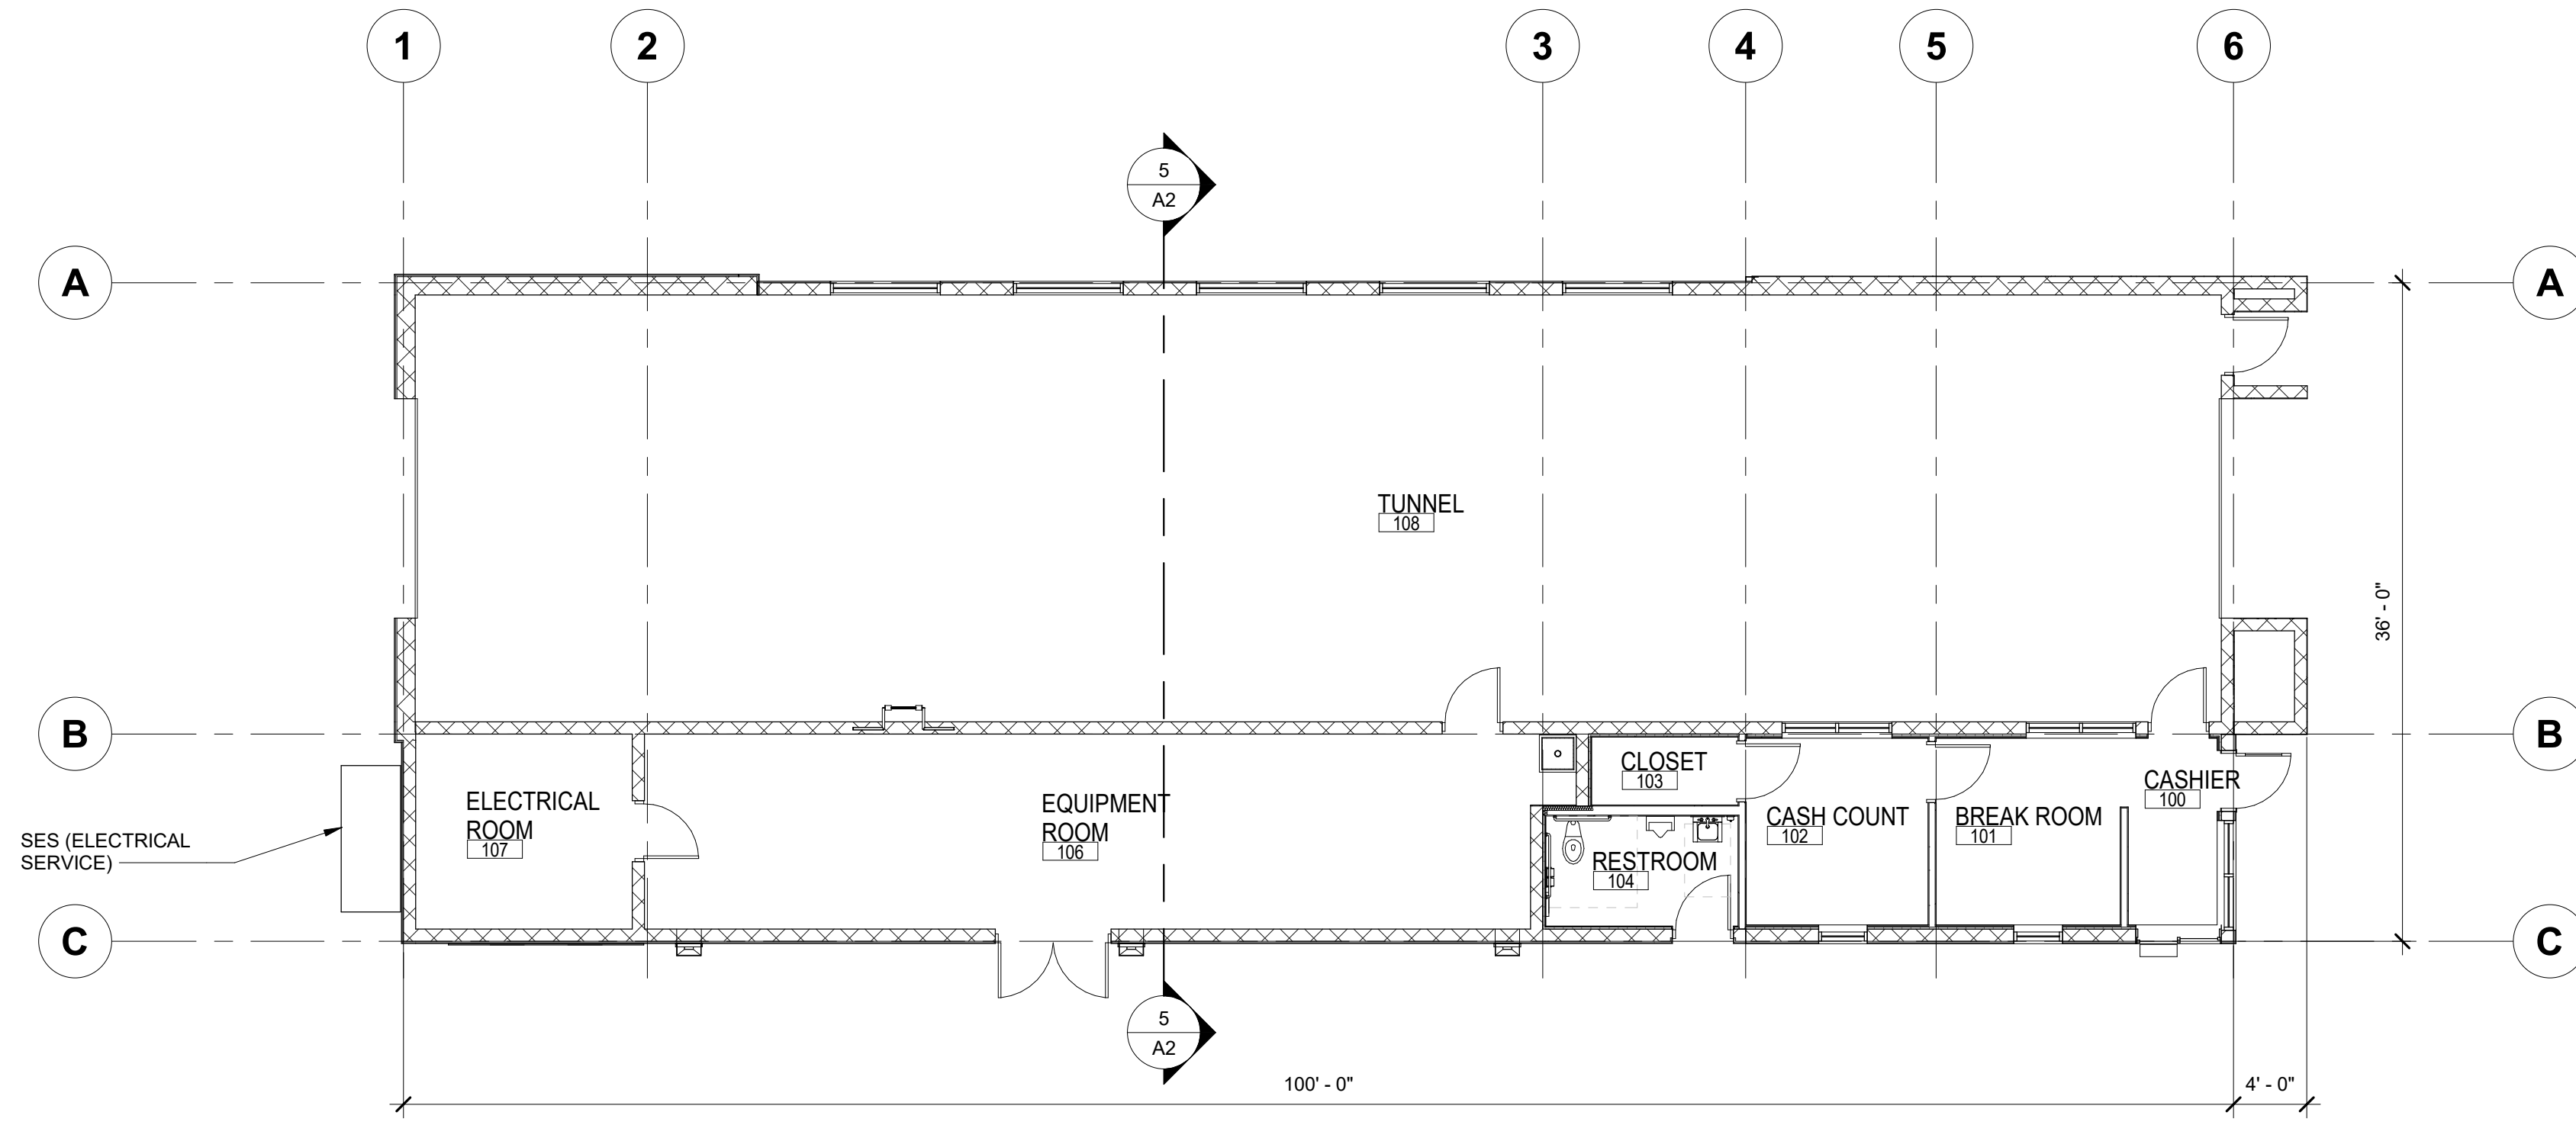 1
2
3
4
5
6
5
A2
A
A
TUNNEL
108
36' - 0"
B
B
CLOSET
103
CASHIER
100
ELECTRICAL
ROOM
107
EQUIPMENT
ROOM
106
CASH COUNT
102
BREAK ROOM
101
SES (ELECTRICAL
SERVICE)
RESTROOM
104
C
C
5
A2
100' - 0"
4' - 0"